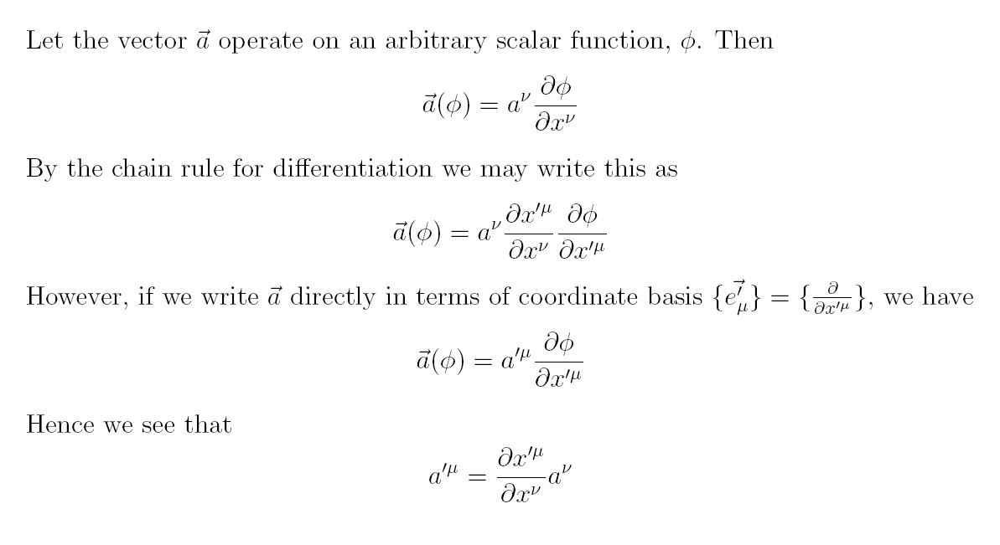 Let the vector $\vec{a}$ operate on an arbitrary scalar function, $\phi$. Then
$$\vec{a}(\phi) = a^{\nu}\frac{\partial \phi}{\partial x^{\nu}}$$
By the chain rule for differentiation we may write this as
$$\vec{a}(\phi) = a^{\nu}\frac{\partial x'^{\mu}}{\partial x^{\nu}}\frac{\partial \phi}{\partial x'^{\mu}}$$
However, if we write $\vec{a}$ directly in terms of coordinate basis $\{\vec{e'_{\mu}}\} = \{\frac{\partial}{\partial x'^{\mu}}\}$, we have
$$\vec{a}(\phi) = a'^{\mu}\frac{\partial \phi}{\partial x'^{\mu}}$$
Hence we see that
$$a'^{\mu} = \frac{\partial x'^{\mu}}{\partial x^{\nu}}a^{\nu}$$